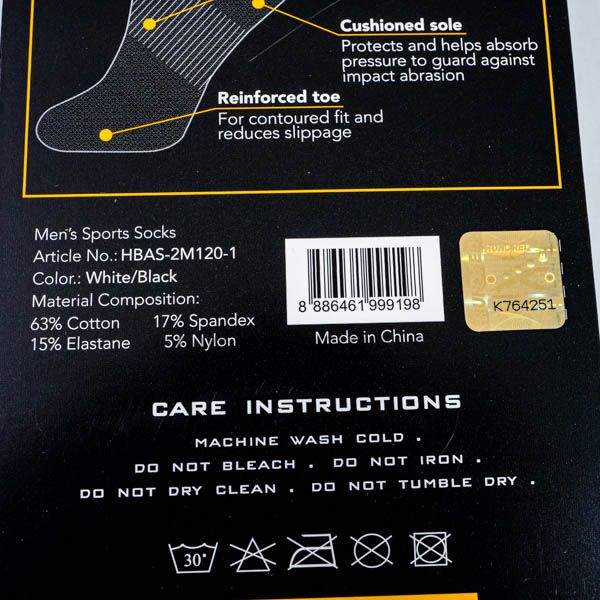 Cushioned sole
Protects and helps absorb
pressure to guard against
impact abrasion
Reinforced toe
For contoured fit and
reduces slippage
Men's Sports Socks
Article No.: HBAS-2M120-1
Color.: White/Black
Material Composition:
63% Cotton 17% Spandex
15% Elastane 5% Nylon
8 886461 999198
Made in China
K764251
CARE INSTRUCTIONS
MACHINE WASH COLD .
DO NOT BLEACH . DO NOT IRON .
DO NOT DRY CLEAN . DO NOT TUMBLE DRY .
30°